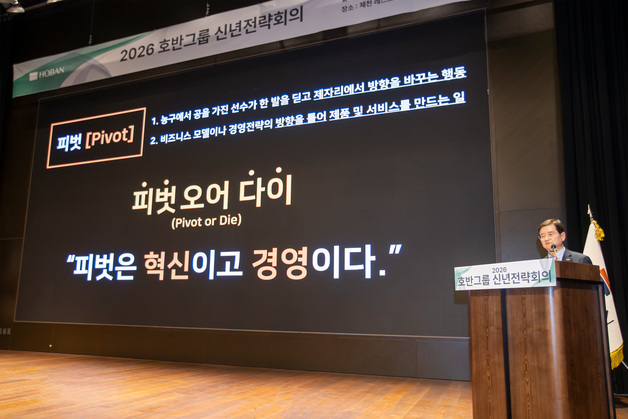 2026 호반그룹 신년전략회의
장소 : 제천
HOBAN
피벗 [Pivot]
1. 농구에서 공을 가진 선수가 한 발을 딛고 제자리에서 방향을 바꾸는 행동
2. 비즈니스 모델이나 경영전략의 방향을 틀어 제품 및 서비스를 만드는 일
피벗 오어 다이
(Pivot or Die)
“피벗은 혁신이고 경영이다.”
2026
호반그룹 신년전략회의